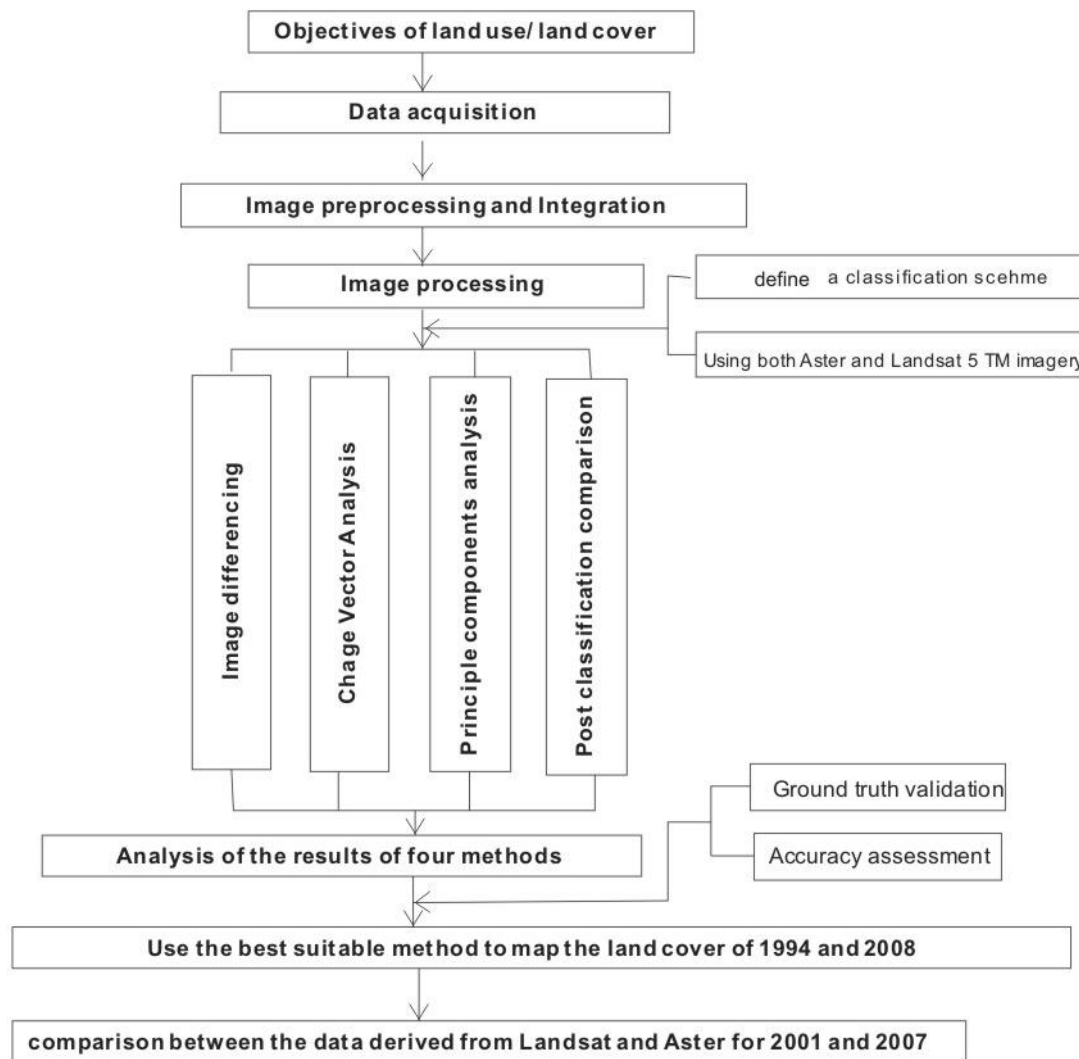 Objectives of land use/ land cover
Data acquisition
Image preprocessing and Integration
Image processing
define a classification scehme
Using both Aster and Landsat 5 TM imagery
Image differencing
Chage Vector Analysis
Principle components analysis
Post classification comparison
Ground truth validation
Accuracy assessment
Analysis of the results of four methods
Use the best suitable method to map the land cover of 1994 and 2008
comparison between the data derived from Landsat and Aster for 2001 and 2007